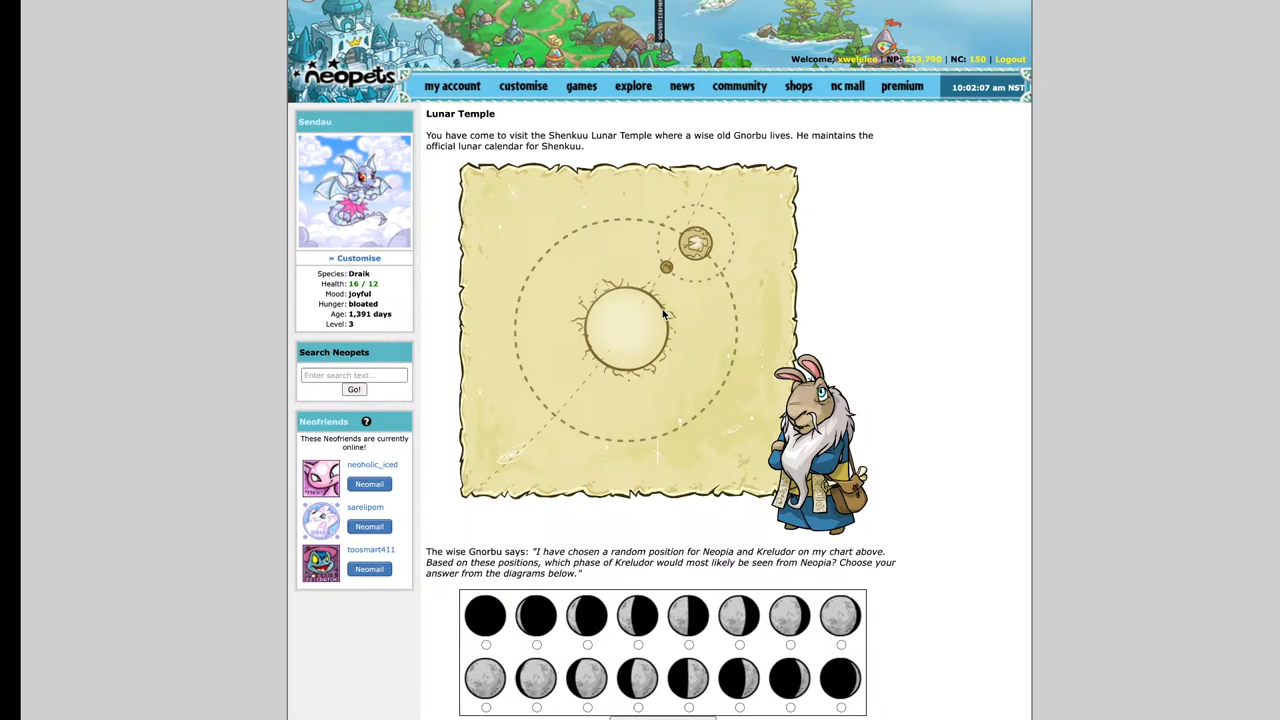 ADVERTISEMENT
Welcome, xwelelee | NP: 233,790 | NC: 150 | Logout
neopets
my account customise games explore news community shops nc mall premium 10:02:07 am NST
Sendau
» Customise
Species: Draik
Health: 16 / 12
Mood: joyful
Hunger: bloated
Age: 1,391 days
Level: 3
Search Neopets
Enter search text...
Go!
Neofriends ?
These Neofriends are currently
online!
neoholic_iced
Neomail
sarelipom
Neomail
toosmart411
Neomail
Lunar Temple
You have come to visit the Shenkuu Lunar Temple where a wise old Gnorbu lives. He maintains the
official lunar calendar for Shenkuu.
The wise Gnorbu says: "I have chosen a random position for Neopia and Kreludor on my chart above.
Based on these positions, which phase of Kreludor would most likely be seen from Neopia? Choose your
answer from the diagrams below."